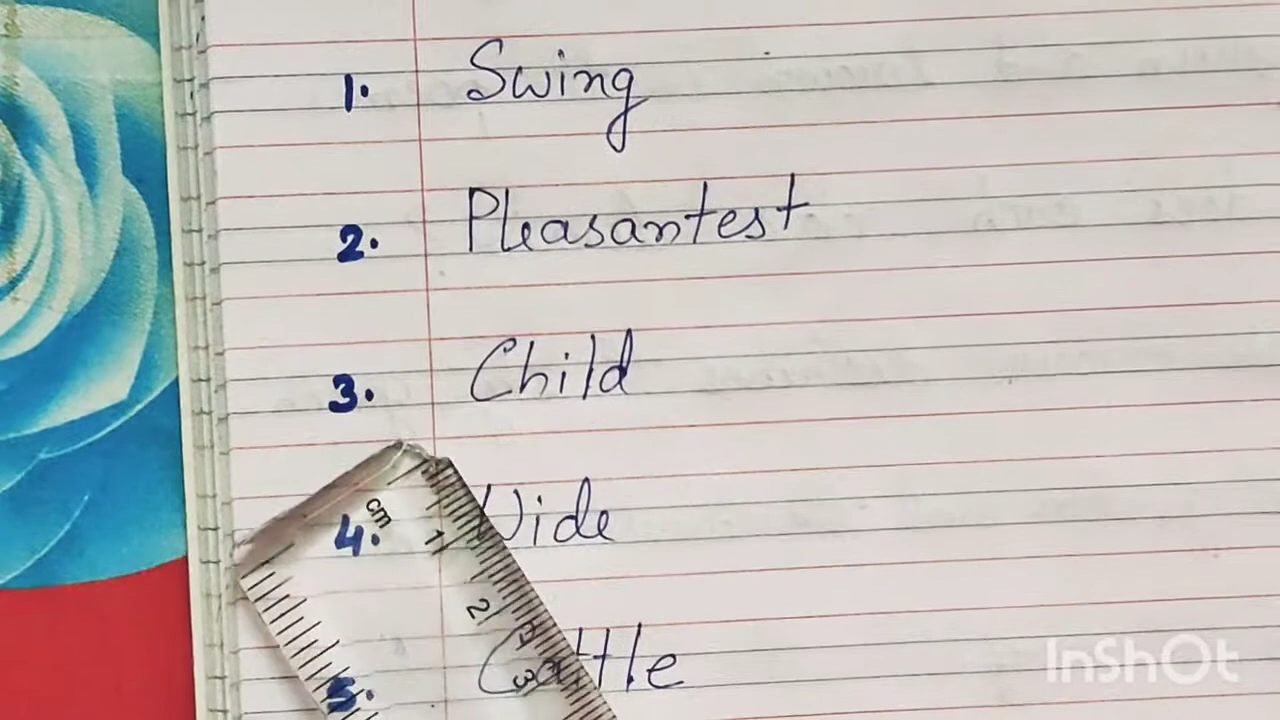 1. Swing
2. Pleasantest
3. Child
4. Wide
5. Cattle
cm
1
2
3
InShOt